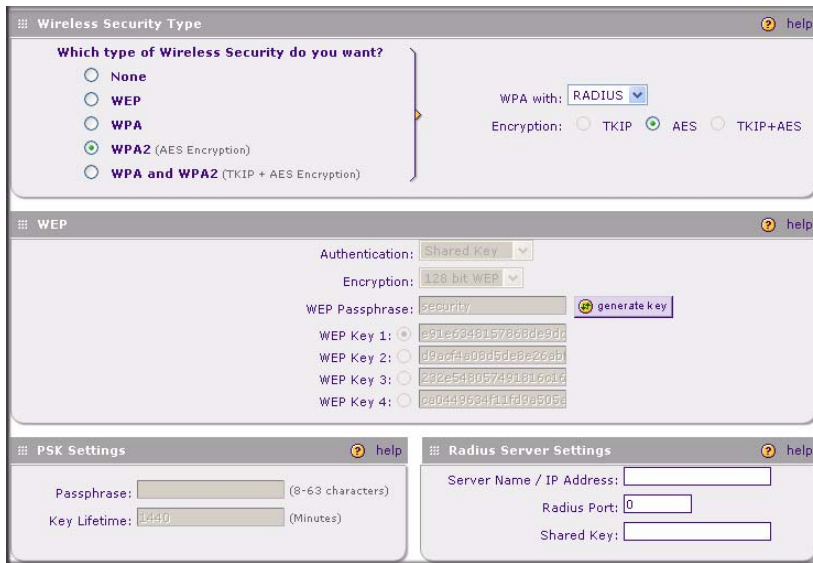 Wireless Security Type
help
Which type of Wireless Security do you want?
None
WEP
WPA
WPA2 (AES Encryption)
WPA and WPA2 (TKIP + AES Encryption)
WPA with: RADIUS
Encryption: TKIP AES TKIP+AES
WEP
help
Authentication: Shared Key
Encryption: 128 bit WEP
WEP Passphrase: security
generate key
WEP Key 1: e91e6348157868de9dc
WEP Key 2: d9acf4a08d5de8e26abf
WEP Key 3: 232e548057491816c16
WEP Key 4: ca0449634f11fd9a505e
PSK Settings
help
Passphrase: (8-63 characters)
Key Lifetime: 1440 (Minutes)
Radius Server Settings
help
Server Name / IP Address:
Radius Port: 0
Shared Key: